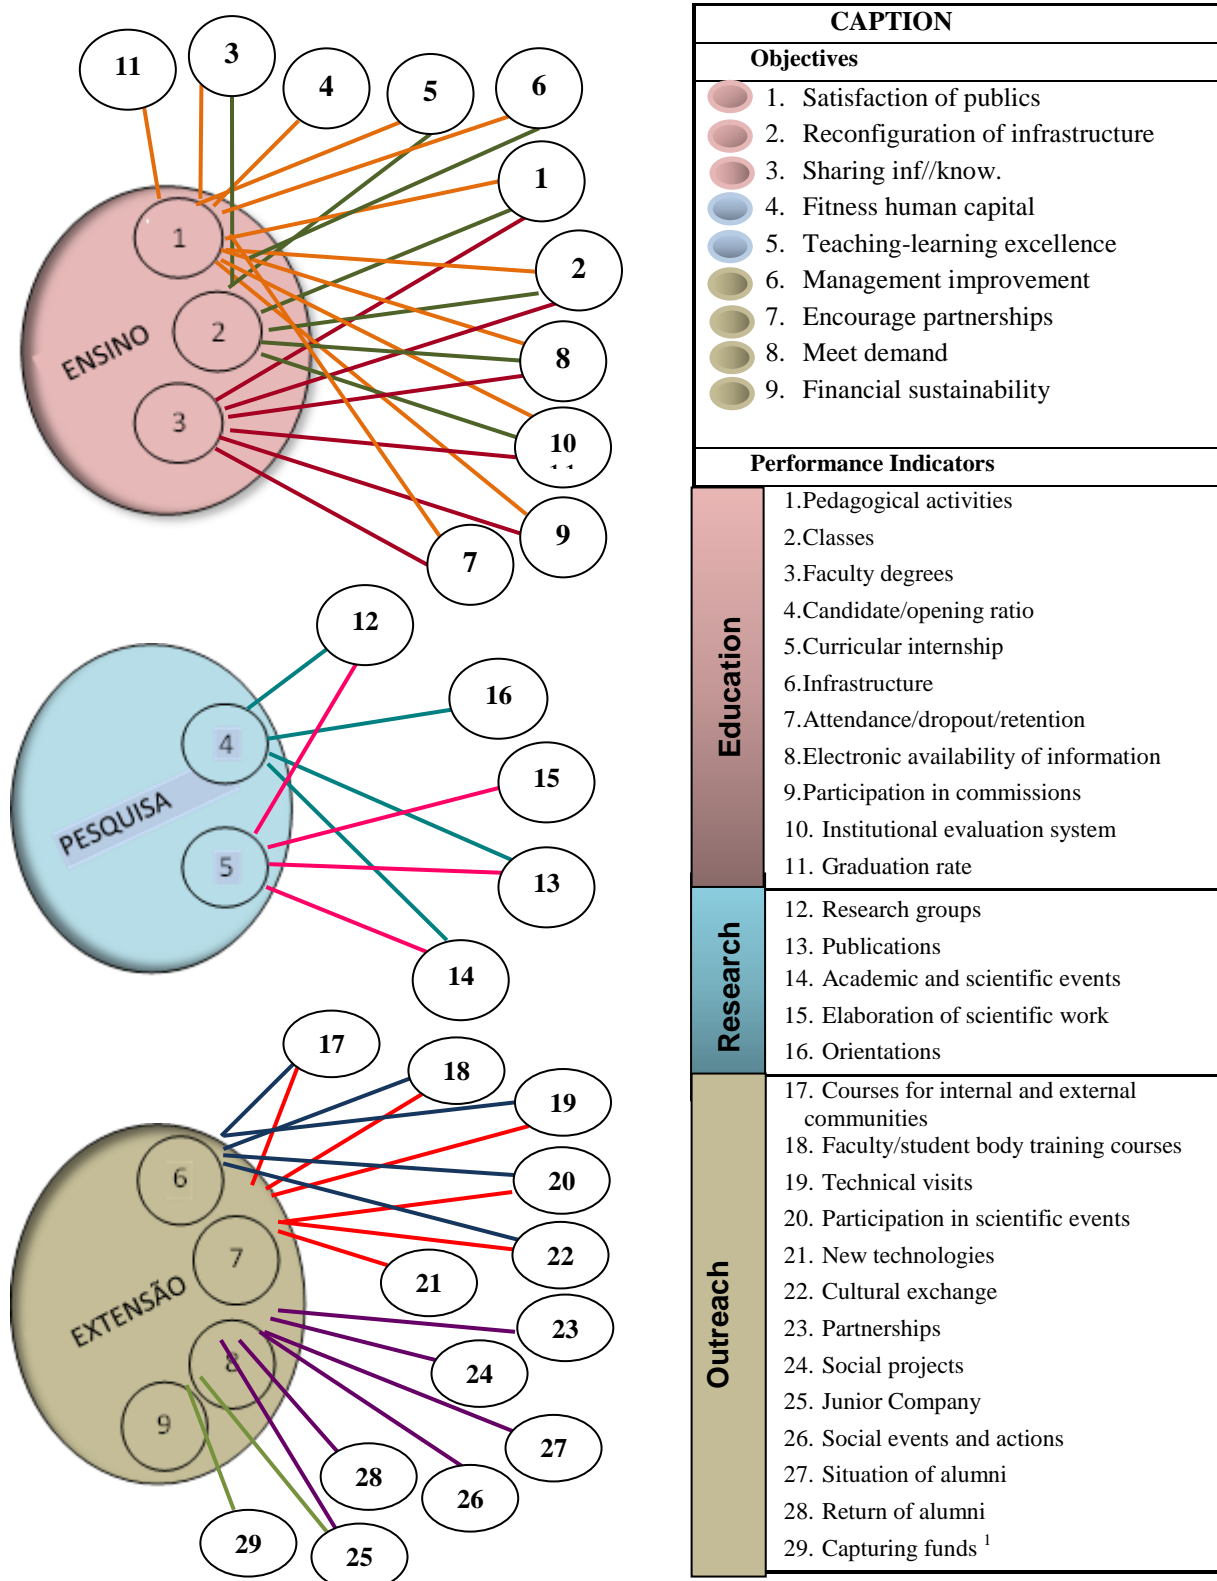 11
3
4
5
6
1
1
2
2
ENSINO
8
3
10
9
7
12
16
4
15
PESQUISA
5
13
14
17
18
19
6
20
7
22
21
EXTENSÃO
23
8
24
9
27
28
26
29
25
CAPTION
Objectives
1. Satisfaction of publics
2. Reconfiguration of infrastructure
3. Sharing inf//know.
4. Fitness human capital
5. Teaching-learning excellence
6. Management improvement
7. Encourage partnerships
8. Meet demand
9. Financial sustainability
Performance Indicators
Education
1.Pedagogical activities
2.Classes
3.Faculty degrees
4.Candidate/opening ratio
5.Curricular internship
6.Infrastructure
7.Attendance/dropout/retention
8.Electronic availability of information
9.Participation in commissions
10. Institutional evaluation system
11. Graduation rate
Research
12. Research groups
13. Publications
14. Academic and scientific events
15. Elaboration of scientific work
16. Orientations
Outreach
17. Courses for internal and external
communities
18. Faculty/student body training courses
19. Technical visits
20. Participation in scientific events
21. New technologies
22. Cultural exchange
23. Partnerships
24. Social projects
25. Junior Company
26. Social events and actions
27. Situation of alumni
28. Return of alumni
29. Capturing funds 1